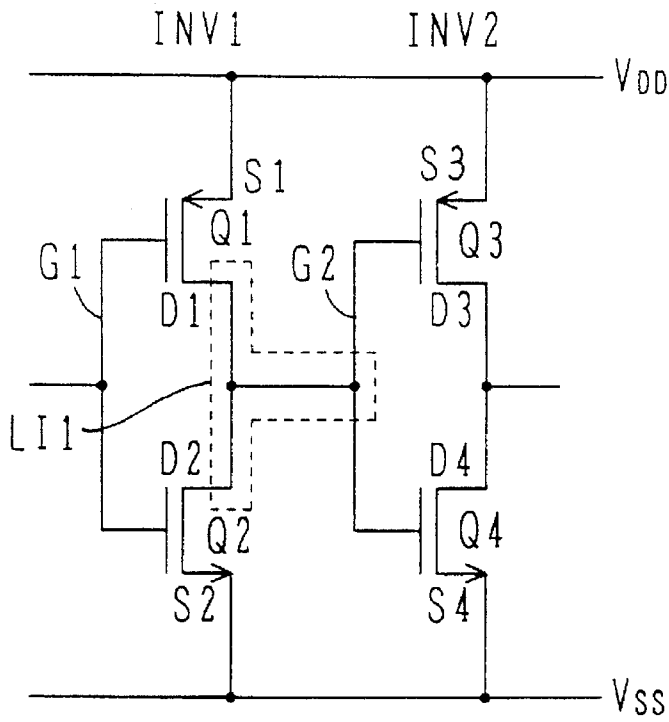 INV1 INV2
VDD
S1 S3
Q1 Q3
G1 G2
D1 D3
LI1
D2 D4
Q2 Q4
S2 S4
VSS